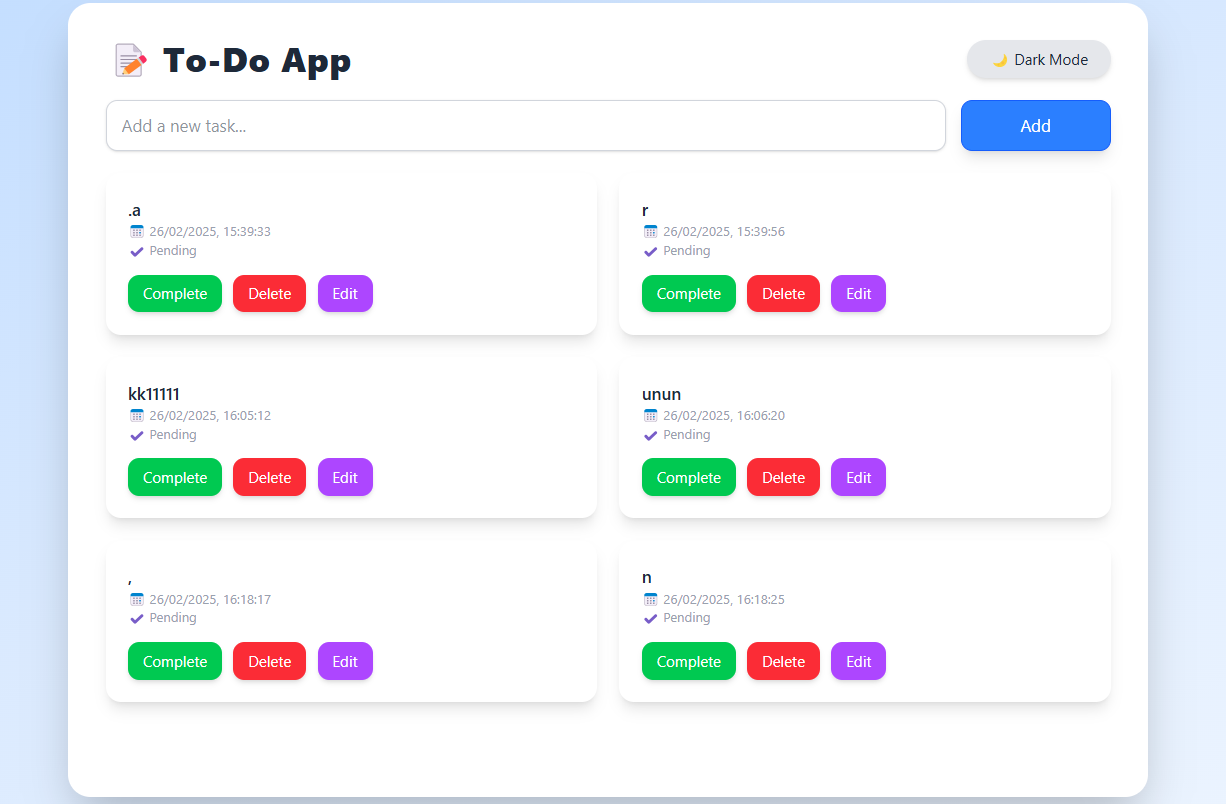 To-Do App
Dark Mode
Add a new task...
Add
.a
26/02/2025, 15:39:33
Pending
Complete Delete Edit
r
26/02/2025, 15:39:56
Pending
Complete Delete Edit
kk11111
26/02/2025, 16:05:12
Pending
Complete Delete Edit
unun
26/02/2025, 16:06:20
Pending
Complete Delete Edit
,
26/02/2025, 16:18:17
Pending
Complete Delete Edit
n
26/02/2025, 16:18:25
Pending
Complete Delete Edit